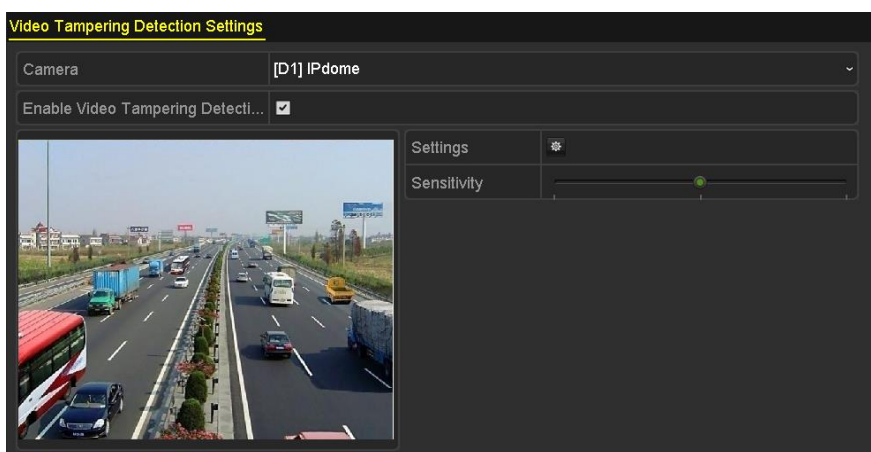 Video Tampering Detection Settings
Camera [D1] IPdome
Enable Video Tampering Detecti...
Settings
Sensitivity